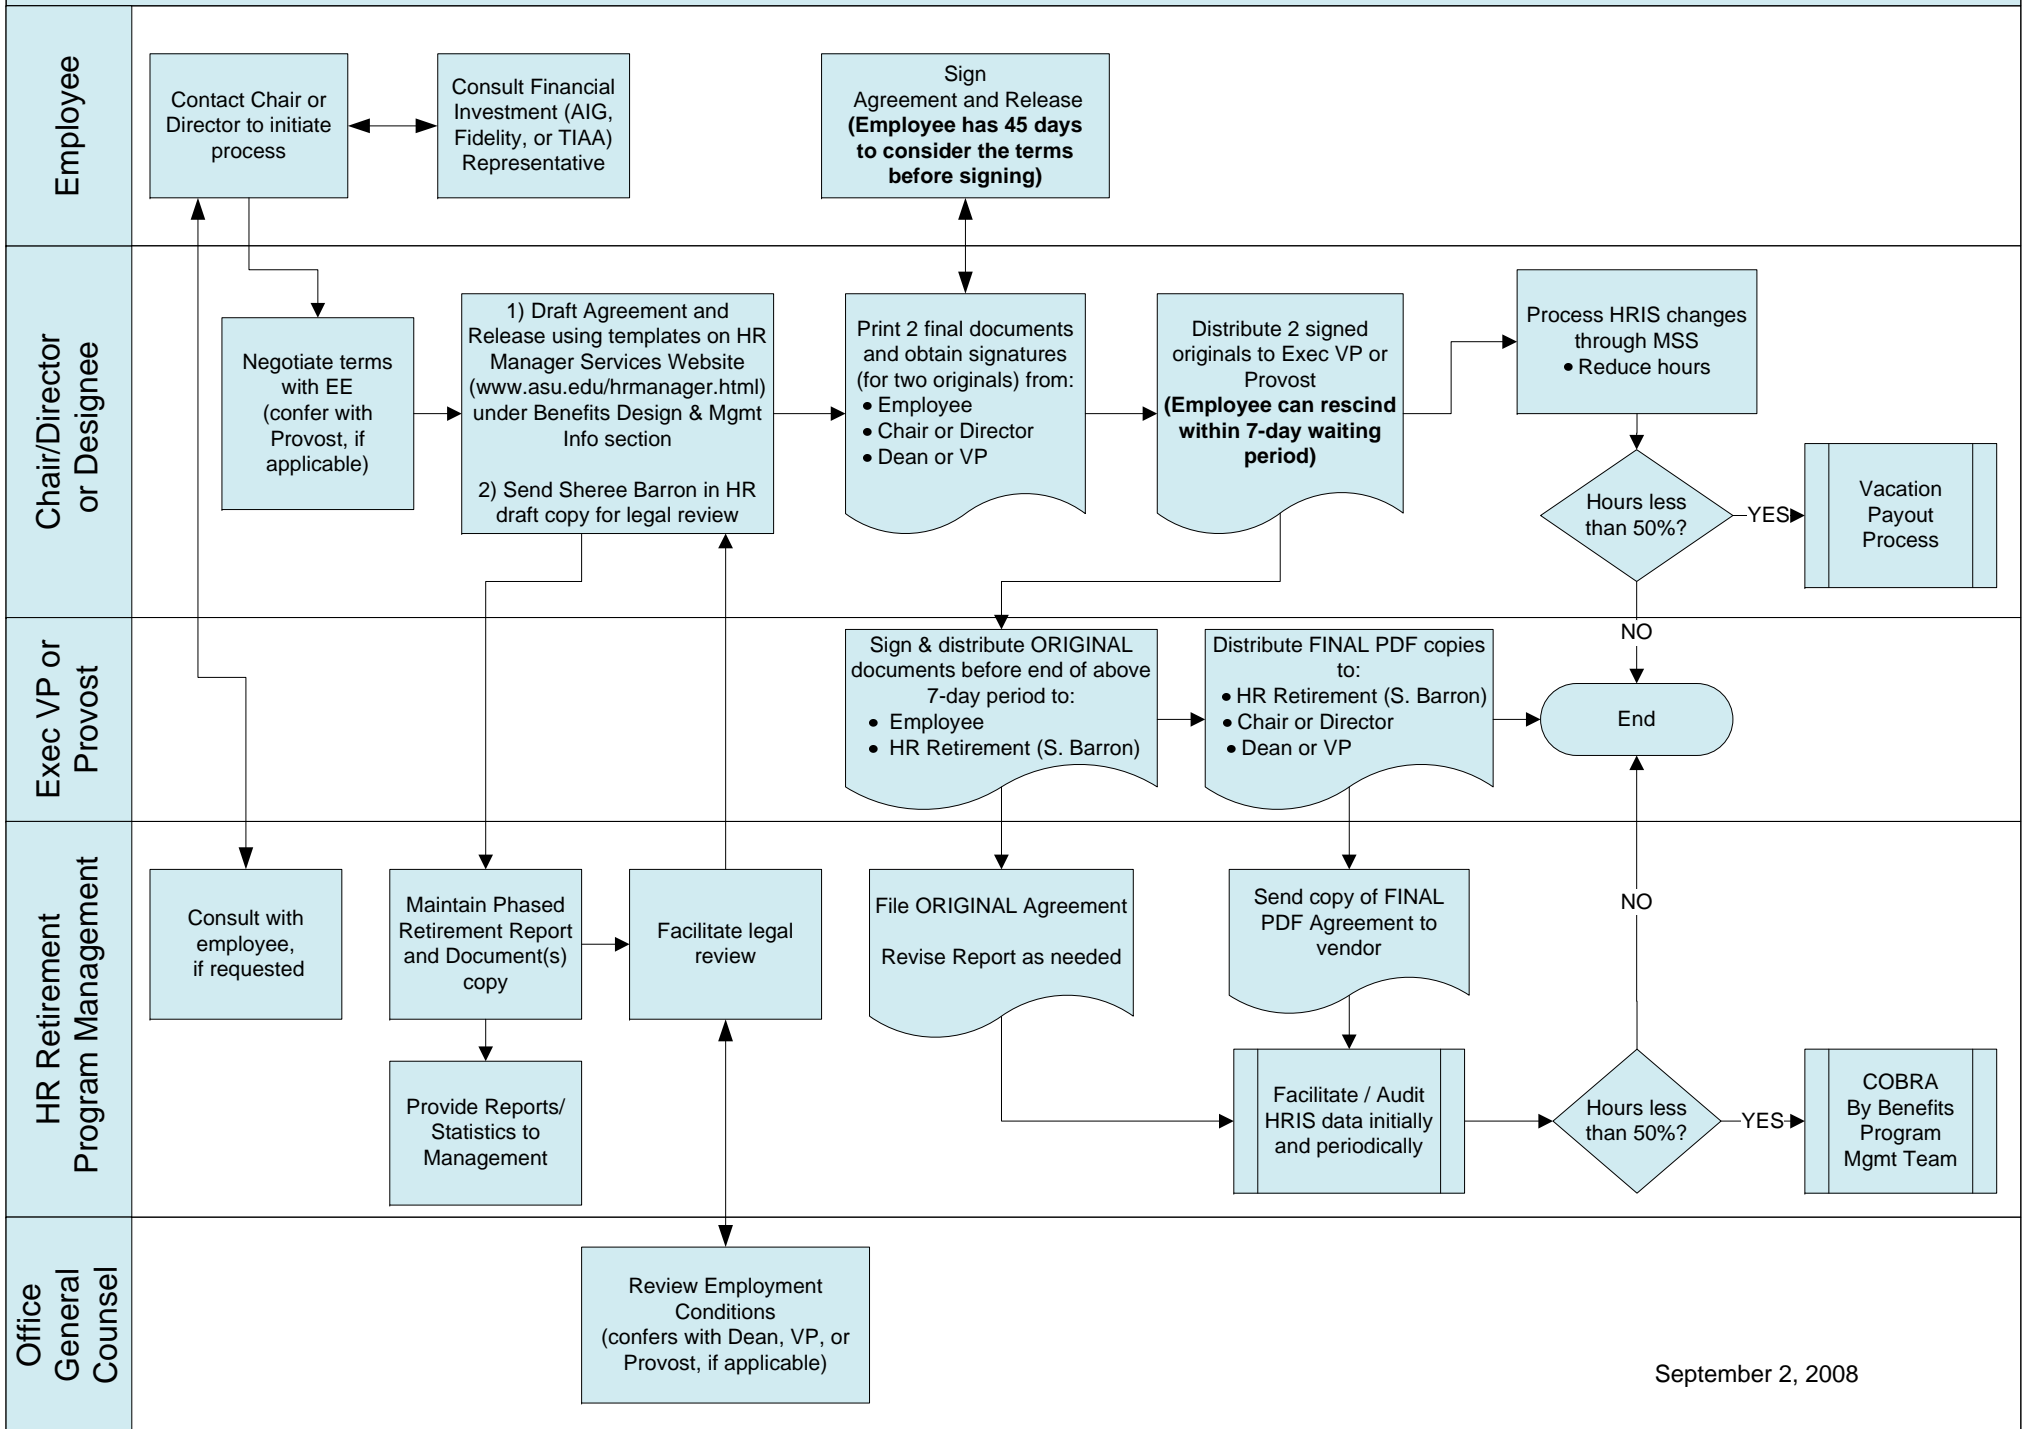 Employee
Contact Chair or
Director to initiate
process
Consult Financial
Investment (AIG,
Fidelity, or TIAA)
Representative
Sign
Agreement and Release
(Employee has 45 days
to consider the terms
before signing)
Chair/Director
or Designee
Negotiate terms
with EE
(confer with
Provost, if
applicable)
1) Draft Agreement and
Release using templates on HR
Manager Services Website
(www.asu.edu/hrmanager.html)
under Benefits Design & Mgmt
Info section
2) Send Sheree Barron in HR
draft copy for legal review
Print 2 final documents
and obtain signatures
(for two originals) from:
• Employee
• Chair or Director
• Dean or VP
Distribute 2 signed
originals to Exec VP or
Provost
(Employee can rescind
within 7-day waiting
period)
Process HRIS changes
through MSS
• Reduce hours
Hours less
than 50%?
YES
Vacation
Payout
Process
NO
Exec VP or
Provost
Sign & distribute ORIGINAL
documents before end of above
7-day period to:
• Employee
• HR Retirement (S. Barron)
Distribute FINAL PDF copies
to:
• HR Retirement (S. Barron)
• Chair or Director
• Dean or VP
End
HR Retirement
Program Management
Consult with
employee,
if requested
Maintain Phased
Retirement Report
and Document(s)
copy
Facilitate legal
review
File ORIGINAL Agreement
Revise Report as needed
Send copy of FINAL
PDF Agreement to
vendor
NO
Provide Reports/
Statistics to
Management
Facilitate / Audit
HRIS data initially
and periodically
Hours less
than 50%?
YES
COBRA
By Benefits
Program
Mgmt Team
Office
General
Counsel
Review Employment
Conditions
(confers with Dean, VP, or
Provost, if applicable)
September 2, 2008